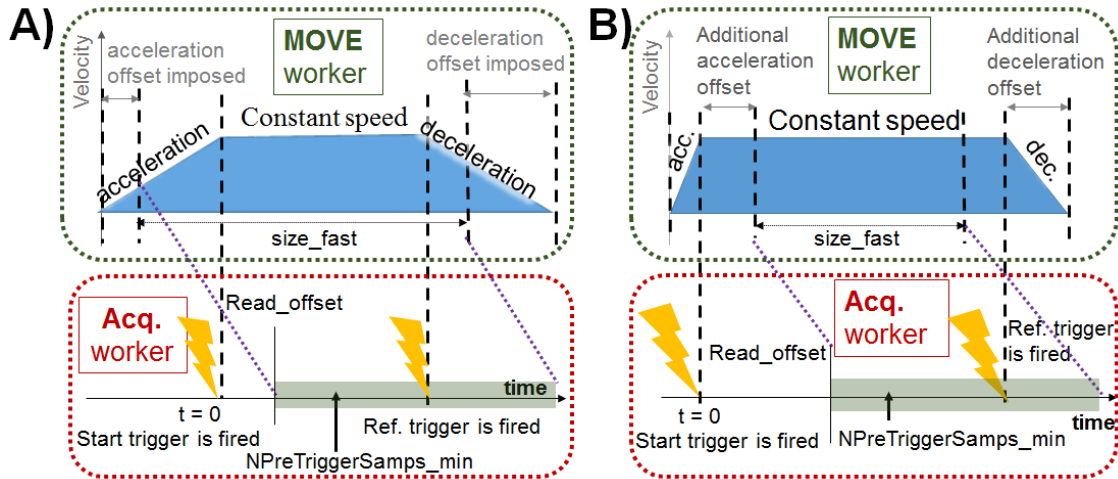 A)
Velocity
acceleration
offset imposed
MOVE
worker
deceleration
offset imposed
acceleration
Constant speed
deceleration
size_fast
Acq.
worker
Read_offset
time
t = 0
Start trigger is fired
Ref. trigger is fired
NPreTriggerSamps_min
B)
Velocity
Additional
acceleration
offset
MOVE
worker
Additional
deceleration
offset
acc.
Constant speed
dec.
size_fast
Read_offset
Acq.
worker
Ref. trigger
is fired
time
t = 0
Start trigger is fired
NPreTriggerSamps_min